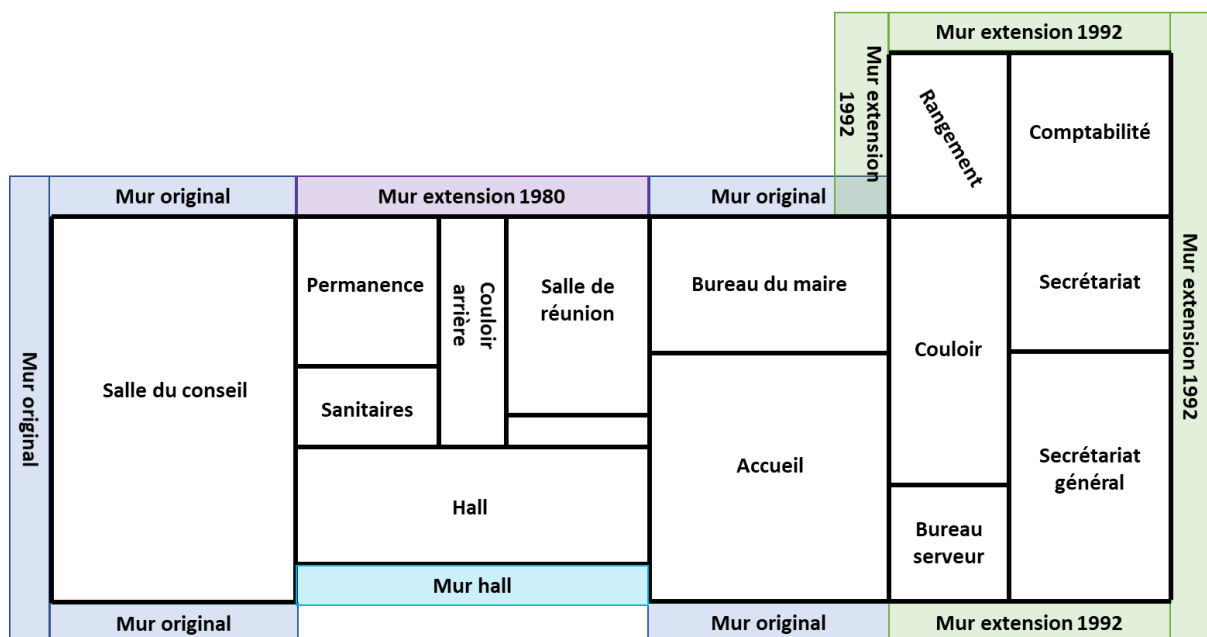 Mur extension 1992
Mur extension
1992
Rangement
Comptabilité
Mur original
Mur extension 1980
Mur original
Mur extension 1992
Mur original
Salle du conseil
Permanence
Couloir
arrière
Salle de
réunion
Bureau du maire
Secrétariat
Sanitaires
Couloir
Accueil
Secrétariat
général
Hall
Bureau
serveur
Mur hall
Mur original
Mur original
Mur extension 1992